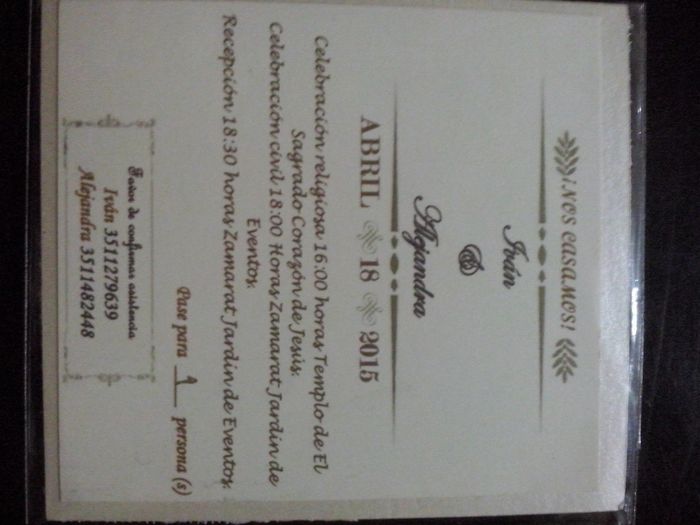 ¡NOS CASAMOS!
Iván
&
Alejandra
ABRIL 18 2015
Celebración religiosa 16:00 horas Templo de El
Sagrado Corazón de Jesús.
Celebración civil 18:00 Horas Zamarat Jardin de
Eventos.
Recepción 18:30 horas Zamarat Jardin de Eventos.
Pase para 1 persona (s)
Favor de confirmar asistencia
Iván 3511279639
Alejandra 3511482448